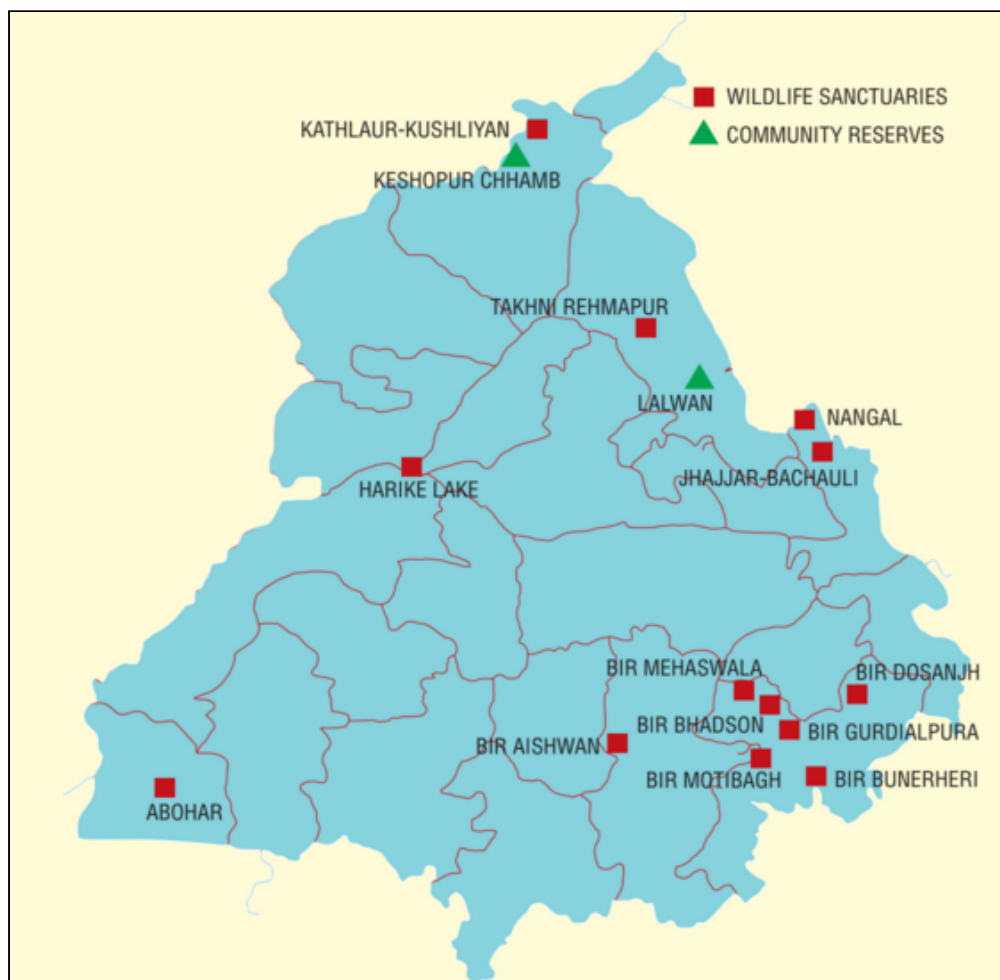 WILDLIFE SANCTUARIES
KATHLAUR-KUSHLIYAN
COMMUNITY RESERVES
KESHOPUR CHHAMB
TAKHNI REHMAPUR
LALWAN
NANGAL
JHAJJAR-BACHAULI
HARIKE LAKE
BIR MEHASWALA
BIR DOSANJH
BIR BHADSON
BIR GURDIALPURA
BIR AISHWAN
BIR MOTIBAGH
BIR BUNERHERI
ABOHAR